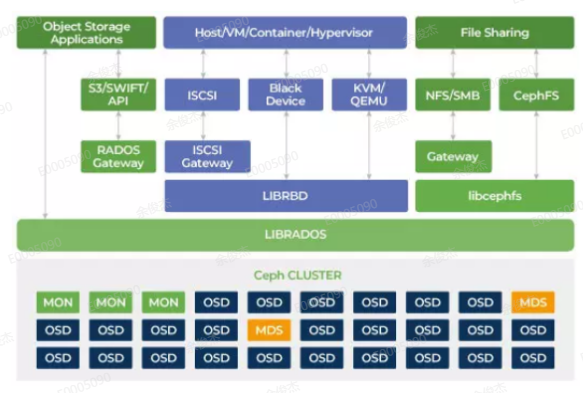 Object Storage
Applications
Host/VM/Container/Hypervisor
File Sharing
S3/SWIFT/
API
ISCSI
Black
Device
KVM/
QEMU
NFS/SMB
CephFS
RADOS
Gateway
ISCSI
Gateway
Gateway
LIBRBD
libcephfs
LIBRADOS
Ceph CLUSTER
MON MON MON OSD OSD OSD OSD OSD OSD MDS
OSD OSD OSD OSD MDS OSD OSD OSD OSD OSD
OSD OSD OSD OSD OSD OSD OSD OSD OSD OSD
E0005090